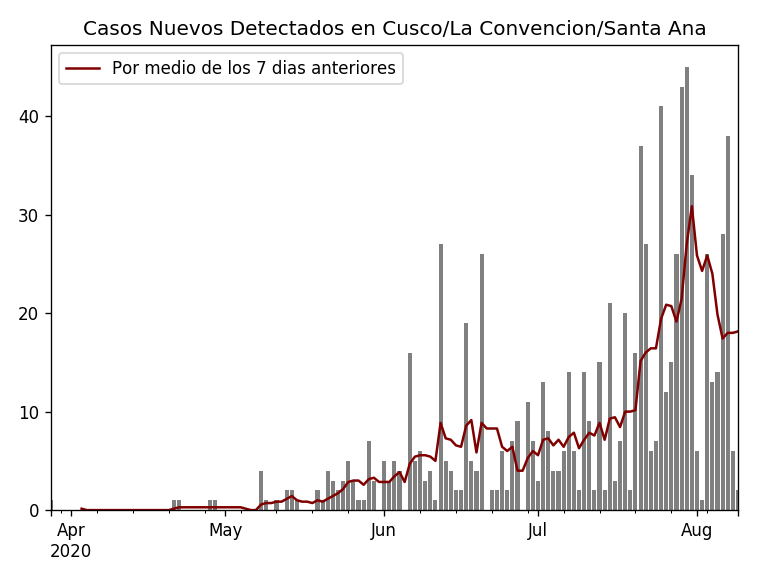 Casos Nuevos Detectados en Cusco/La Convencion/Santa Ana
Por medio de los 7 dias anteriores
40
30
20
10
0
Apr May Jun Jul Aug
2020